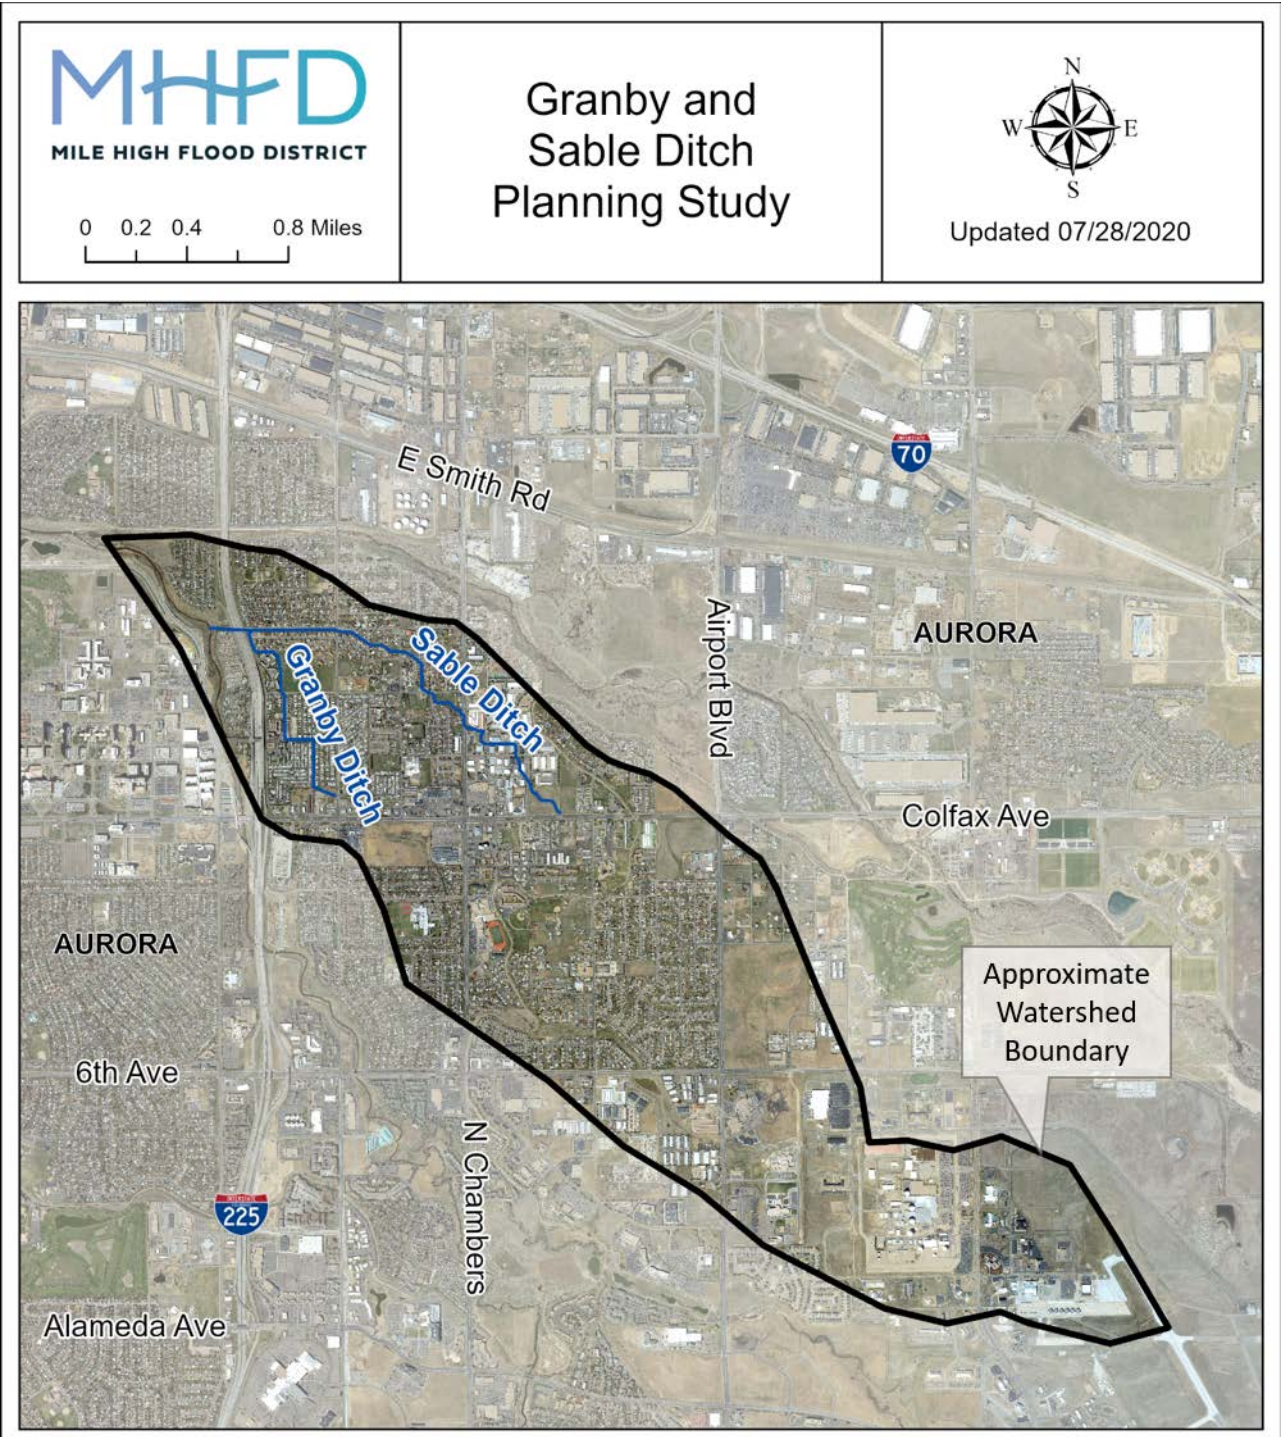 MHFD
MILE HIGH FLOOD DISTRICT
0 0.2 0.4 0.8 Miles
Granby and
Sable Ditch
Planning Study
N
W E
S
Updated 07/28/2020
E Smith Rd
INTERSTATE
70
Airport Blvd
AURORA
Sable Ditch
Granby Ditch
Colfax Ave
AURORA
Approximate
Watershed
Boundary
6th Ave
N Chambers
INTERSTATE
225
Alameda Ave